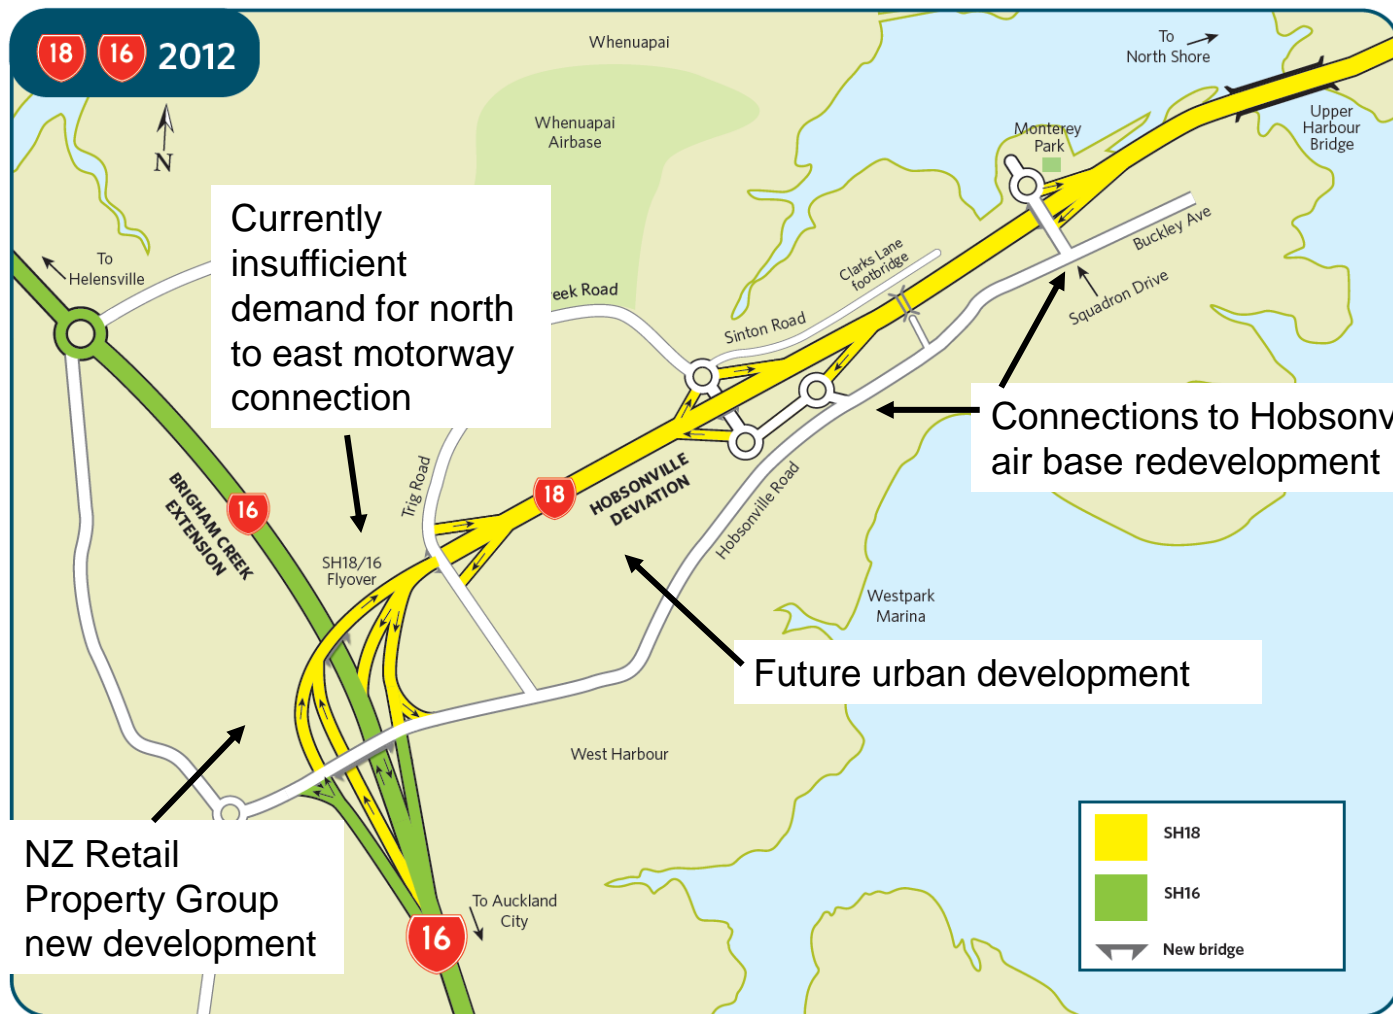 18 16 2012
N
Whenuapai
Whenuapai
Airbase
To
North Shore
Upper
Harbour
Bridge
Monterey
Park
Buckley Ave
Squadron Drive
Clarks Lane
footbridge
Sinton Road
eek Road
To
Helensville
Currently
insufficient
demand for north
to east motorway
connection
Connections to Hobsonv
air base redevelopment
Trig Road
18
HOBSONVILLE
DEVIATION
Hobsonville Road
BRIGHAM CREEK
EXTENSION
16
SH18/16
Flyover
Westpark
Marina
Future urban development
West Harbour
NZ Retail
Property Group
new development
To Auckland
City
16
SH18
SH16
New bridge